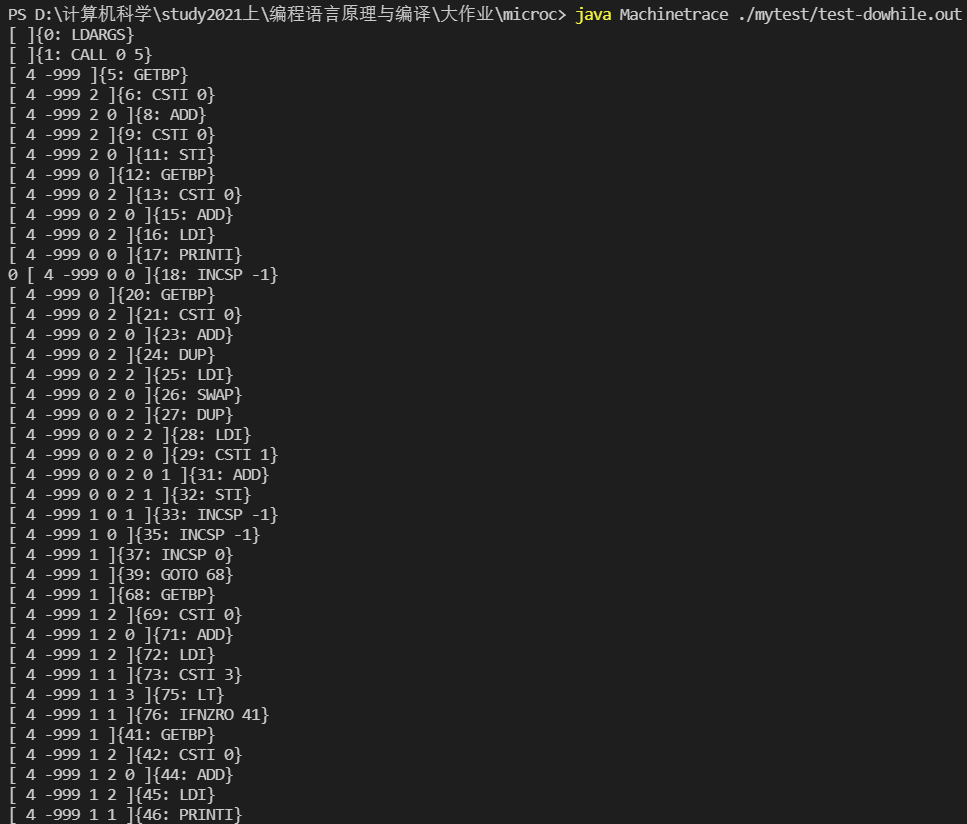 PS D:\计算机科学\study2021上\编程语言原理与编译\大作业\microc> java Machinetrace ./mytest/test-dowhile.out
[ ]{0: LDARGS}
[ ]{1: CALL 0 5}
[ 4 -999 ]{5: GETBP}
[ 4 -999 2 ]{6: CSTI 0}
[ 4 -999 2 0 ]{8: ADD}
[ 4 -999 2 ]{9: CSTI 0}
[ 4 -999 2 0 ]{11: STI}
[ 4 -999 0 ]{12: GETBP}
[ 4 -999 0 2 ]{13: CSTI 0}
[ 4 -999 0 2 0 ]{15: ADD}
[ 4 -999 0 2 ]{16: LDI}
[ 4 -999 0 0 ]{17: PRINTI}
0 [ 4 -999 0 0 ]{18: INCSP -1}
[ 4 -999 0 ]{20: GETBP}
[ 4 -999 0 2 ]{21: CSTI 0}
[ 4 -999 0 2 0 ]{23: ADD}
[ 4 -999 0 2 ]{24: DUP}
[ 4 -999 0 2 2 ]{25: LDI}
[ 4 -999 0 2 0 ]{26: SWAP}
[ 4 -999 0 0 2 ]{27: DUP}
[ 4 -999 0 0 2 2 ]{28: LDI}
[ 4 -999 0 0 2 0 ]{29: CSTI 1}
[ 4 -999 0 0 2 0 1 ]{31: ADD}
[ 4 -999 0 0 2 1 ]{32: STI}
[ 4 -999 1 0 1 ]{33: INCSP -1}
[ 4 -999 1 0 ]{35: INCSP -1}
[ 4 -999 1 ]{37: INCSP 0}
[ 4 -999 1 ]{39: GOTO 68}
[ 4 -999 1 ]{68: GETBP}
[ 4 -999 1 2 ]{69: CSTI 0}
[ 4 -999 1 2 0 ]{71: ADD}
[ 4 -999 1 2 ]{72: LDI}
[ 4 -999 1 1 ]{73: CSTI 3}
[ 4 -999 1 1 3 ]{75: LT}
[ 4 -999 1 1 ]{76: IFNZRO 41}
[ 4 -999 1 ]{41: GETBP}
[ 4 -999 1 2 ]{42: CSTI 0}
[ 4 -999 1 2 0 ]{44: ADD}
[ 4 -999 1 2 ]{45: LDI}
[ 4 -999 1 1 ]{46: PRINTI}